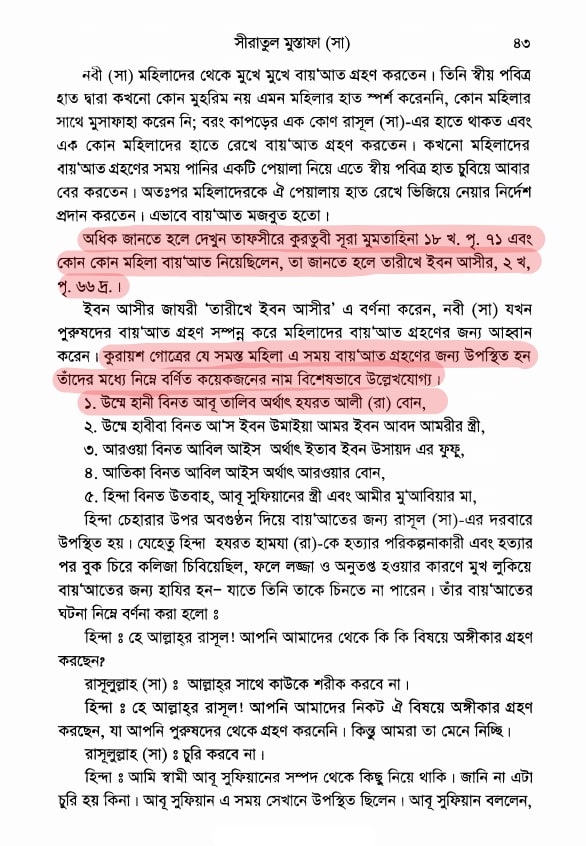 সীরাতুল মুস্তাফা (সা) ৪৩
নবী (সা) মহিলাদের থেকে মুখে মুখে বায়'আত গ্রহণ করতেন। তিনি স্বীয় পবিত্র
হাত দ্বারা কখনো কোন মুহরিম নয় এমন মহিলার হাত স্পর্শ করেননি, কোন মহিলার
সাথে মুসাফাহা করেন নি; বরং কাপড়ের এক কোণ রাসূল (সা)-এর হাতে থাকত এবং
এক কোন মহিলাদের হাতে রেখে বায়'আত গ্রহণ করতেন। কখনো মহিলাদের
বায়'আত গ্রহণের সময় পানির একটি পেয়ালা নিয়ে এতে স্বীয় পবিত্র হাত চুবিয়ে আবার
বের করতেন। অতঃপর মহিলাদেরকে ঐ পেয়ালায় হাত রেখে ভিজিয়ে নেয়ার নির্দেশ
প্রদান করতেন। এভাবে বায়'আত মজবুত হতো।
অধিক জানতে হলে দেখুন তাফসীরে কুরতুবী সূরা মুমতাহিনা ১৮ খ. পৃ. ৭১ এবং
কোন কোন মহিলা বায়'আত নিয়েছিলেন, তা জানতে হলে তারীখে ইবন আসীর, ২ খ,
পৃ. ৬৬ দ্র.।
ইবন আসীর জাযরী 'তারীখে ইবন আসীর' এ বর্ণনা করেন, নবী (সা) যখন
পুরুষদের বায়'আত গ্রহণ সম্পন্ন করে মহিলাদের বায়'আত গ্রহণের জন্য আহ্বান
করেন। কুরায়শ গোত্রের যে সমস্ত মহিলা এ সময় বায়'আত গ্রহণের জন্য উপস্থিত হন
তাঁদের মধ্যে নিম্নে বর্ণিত কয়েকজনের নাম বিশেষভাবে উল্লেখযোগ্য।
১. উম্মে হানী বিনত আবূ তালিব অর্থাৎ হযরত আলী (রা) বোন,
২. উম্মে হাবীবা বিনত আ'স ইবন উমাইয়া আমর ইবন আবদ আমরীর স্ত্রী,
৩. আরওয়া বিনত আবিল আইস অর্থাৎ ইতাব ইবন উসায়দ এর ফুফু,
৪. আতিকা বিনত আবিল আইস অর্থাৎ আরওয়ার বোন,
৫. হিন্দা বিনত উতবাহ, আবূ সুফিয়ানের স্ত্রী এবং আমীর মু'আবিয়ার মা,
হিন্দা চেহারার উপর অবগুণ্ঠন দিয়ে বায়'আতের জন্য রাসূল (সা)-এর দরবারে
উপস্থিত হয়। যেহেতু হিন্দা হযরত হামযা (রা)-কে হত্যার পরিকল্পনাকারী এবং হত্যার
পর বুক চিরে কলিজা চিবিয়েছিল, ফলে লজ্জা ও অনুতপ্ত হওয়ার কারণে মুখ লুকিয়ে
বায়'আতের জন্য হাযির হন– যাতে তিনি তাকে চিনতে না পারেন। তাঁর বায়'আতের
ঘটনা নিম্নে বর্ণনা করা হলো ঃ
হিন্দা ঃ হে আল্লাহ্‌র রাসূল! আপনি আমাদের থেকে কি কি বিষয়ে অঙ্গীকার গ্রহণ
করছেন?
রাসূলুল্লাহ (সা) ঃ আল্লাহ্‌র সাথে কাউকে শরীক করবে না।
হিন্দা ঃ হে আল্লাহ্‌র রাসূল! আপনি আমাদের নিকট ঐ বিষয়ে অঙ্গীকার গ্রহণ
করছেন, যা আপনি পুরুষদের থেকে গ্রহণ করনেনি। কিন্তু আমরা তা মেনে নিচ্ছি।
রাসূলুল্লাহ (সা) ঃ চুরি করবে না।
হিন্দা ঃ আমি স্বামী আবূ সুফিয়ানের সম্পদ থেকে কিছু নিয়ে থাকি। জানি না এটা
চুরি হয় কিনা। আবূ সুফিয়ান এ সময় সেখানে উপস্থিত ছিলেন। আবূ সুফিয়ান বললেন,